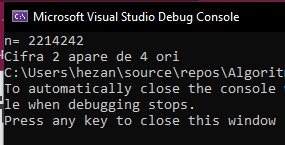 Microsoft Visual Studio Debug Console
n= 2214242
Cifra 2 apare de 4 ori
C:\Users\hezan\source\repos\Algorit
To automatically close the console
le when debugging stops.
Press any key to close this window